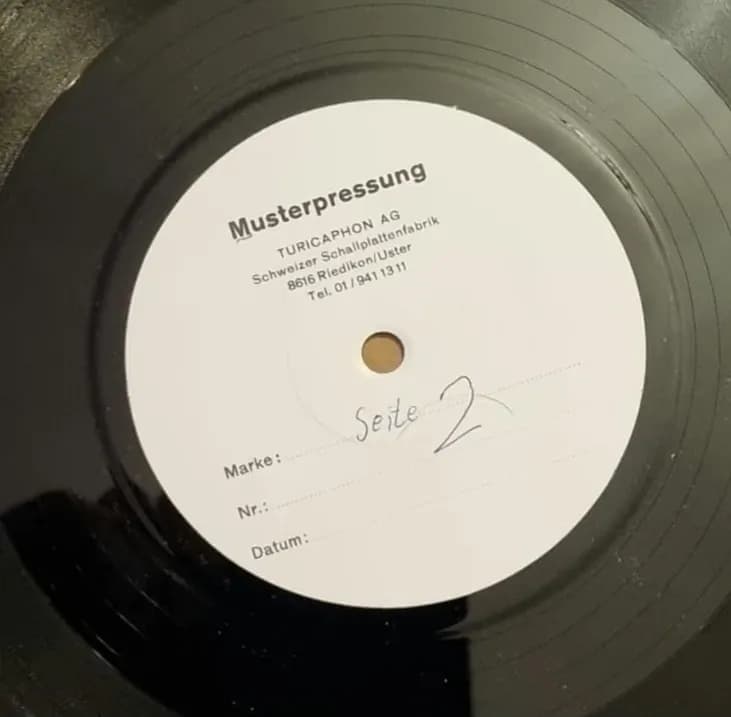 Musterpressung
TURICAPHON AG
Schweizer Schallplattenfabrik
8616 Riedikon/Uster
Tel. 01/941 13 11
Seite 2
Marke:
Nr.:
Datum: